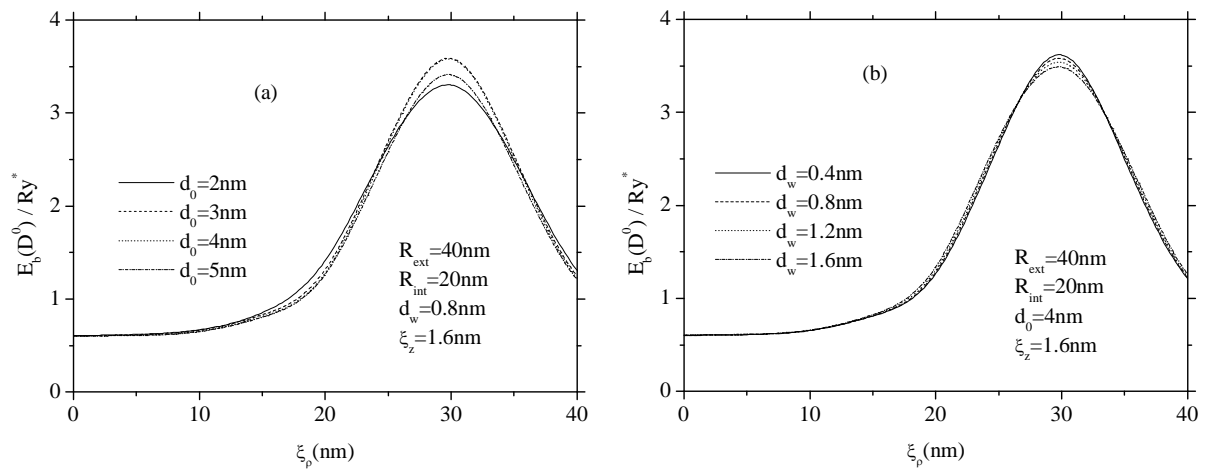 4
3
2
1
0
E_b(D^0) / Ry^*
(a)
d_0=2nm
d_0=3nm
d_0=4nm
d_0=5nm
R_ext=40nm
R_int=20nm
d_w=0.8nm
ξ_z=1.6nm
0 10 20 30 40
ξ_ρ(nm)
4
3
2
1
0
E_b(D^0) / Ry^*
(b)
d_w=0.4nm
d_w=0.8nm
d_w=1.2nm
d_w=1.6nm
R_ext=40nm
R_int=20nm
d_0=4nm
ξ_z=1.6nm
0 10 20 30 40
ξ_ρ(nm)